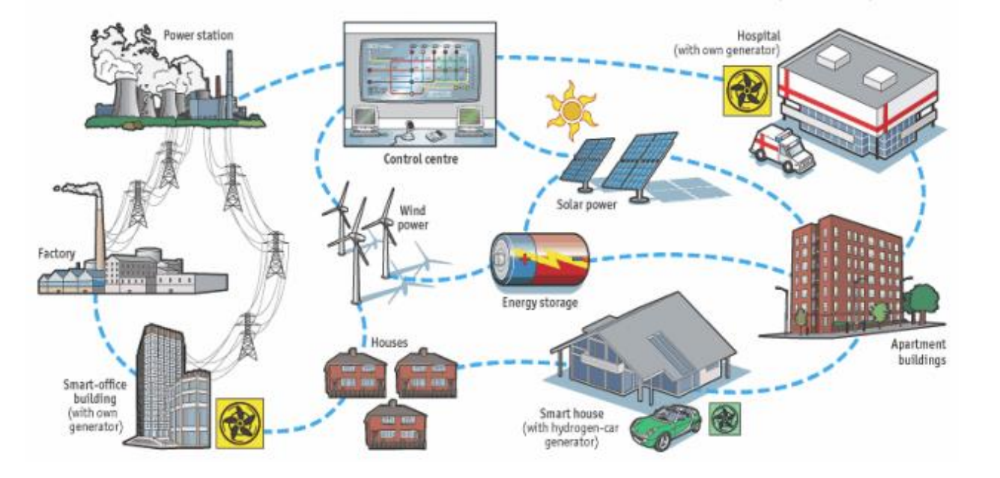 Power station
Hospital
(with own generator)
Control centre
Solar power
Wind
power
Factory
Energy storage
Houses
Apartment
buildings
Smart-office
building
(with own
generator)
Smart house
(with hydrogen-car
generator)